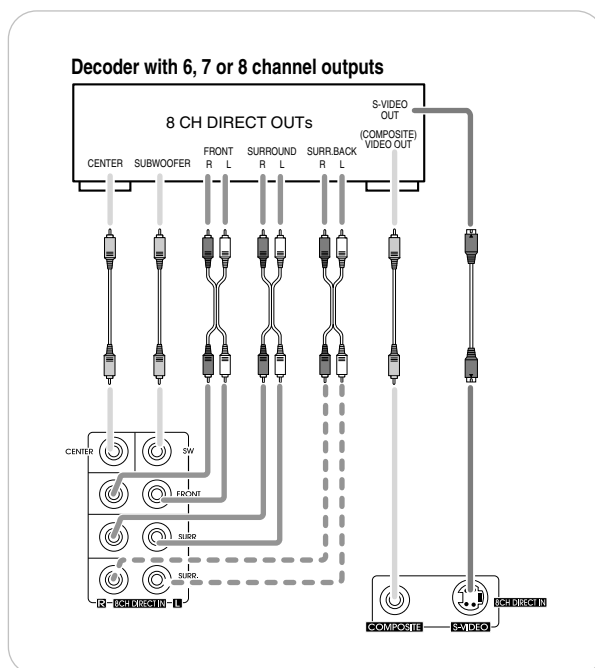 Decoder with 6, 7 or 8 channel outputs
S-VIDEO
OUT
8 CH DIRECT OUTs
(COMPOSITE)
VIDEO OUT
FRONT SURROUND SURR.BACK
CENTER SUBWOOFER R L R L R L
CENTER SW
FRONT
SURR
SURR.
R 8CH DIRECT IN L
8CH DIRECT IN
COMPOSITE S-VIDEO